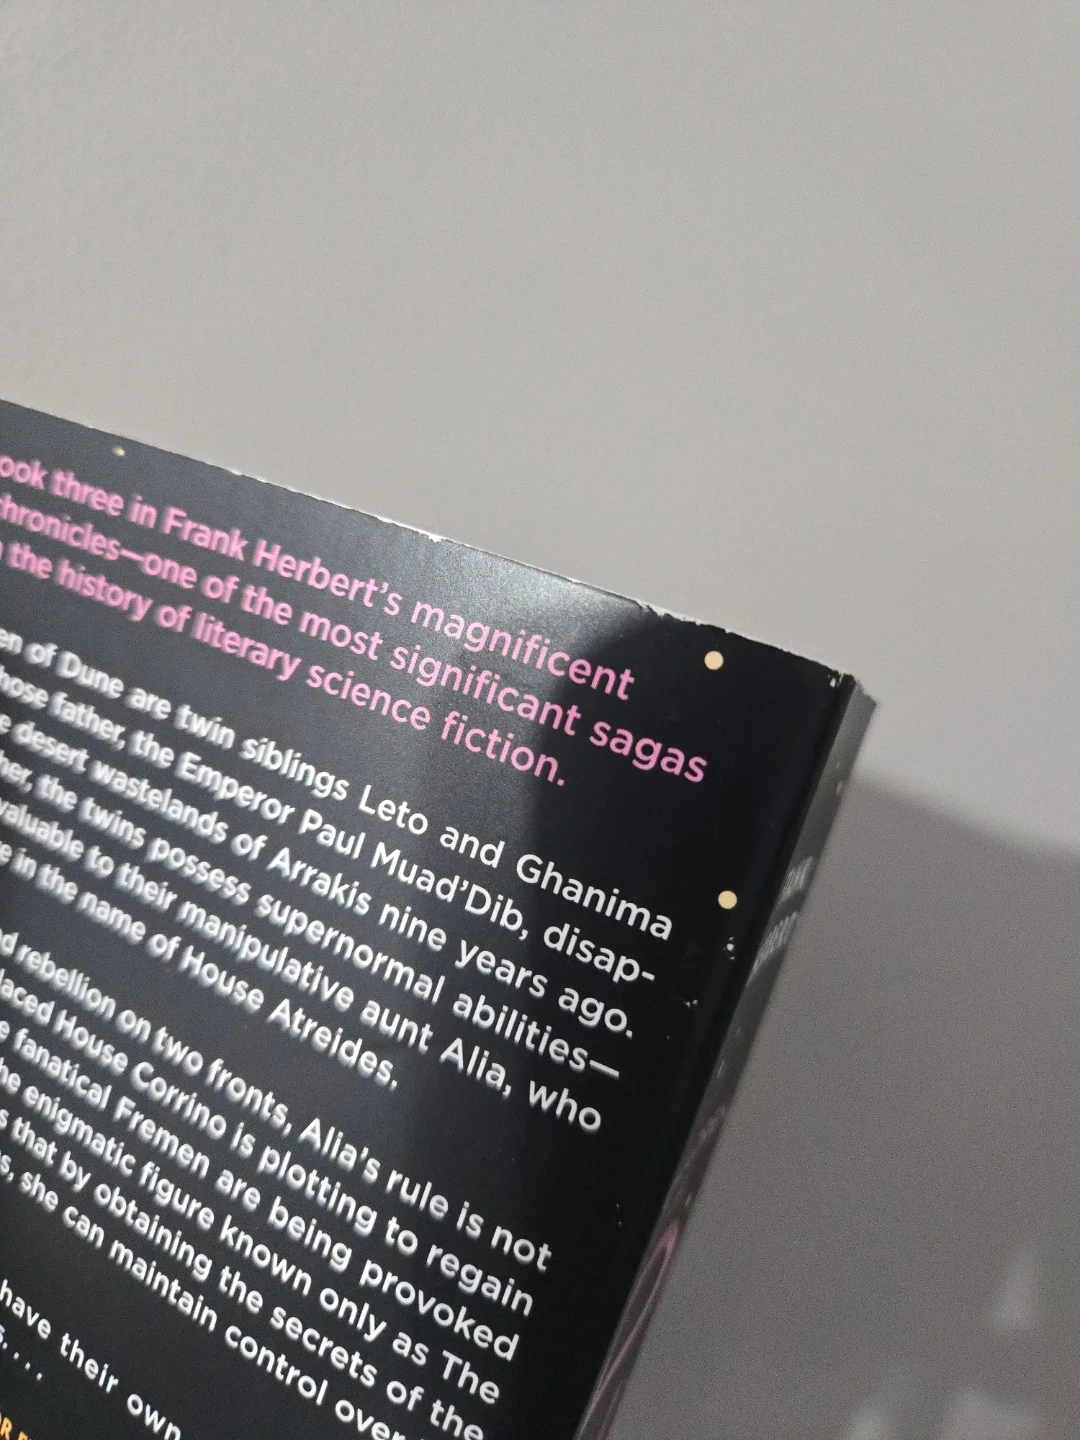 ook three in Frank Herbert's magnificent
chronicles—one of the most significant sagas
the history of literary science fiction.
en of Dune are twin siblings Leto and Ghanima
hose father, the Emperor Paul Muad'Dib, disap-
e desert wastelands of Arrakis nine years ago.
her, the twins possess supernormal abilities—
valuable to their manipulative aunt Alia, who
e in the name of House Atreides.
d rebellion on two fronts, Alia's rule is not
laced House Corrino is plotting to regain
e fanatical Fremen are being provoked
he enigmatic figure known only as The
s that by obtaining the secrets of the
s, she can maintain control over
have their own
s. . . .